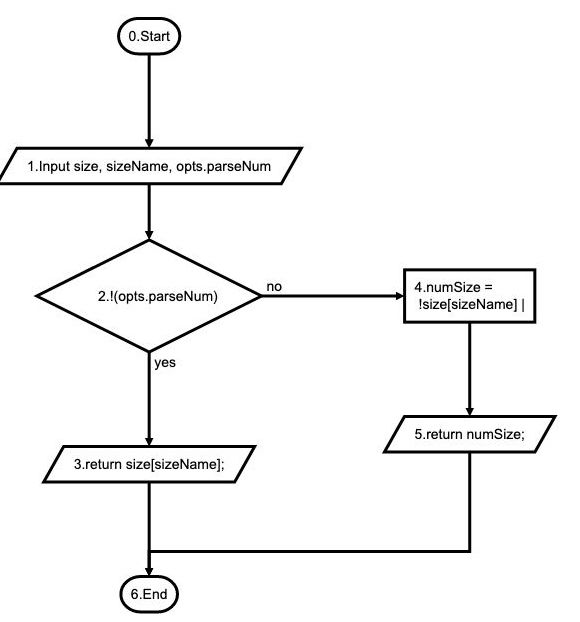 0.Start
1.Input size, sizeName, opts.parseNum
2.!(opts.parseNum)
no
4.numSize =
!size[sizeName] |
yes
5.return numSize;
3.return size[sizeName];
6.End